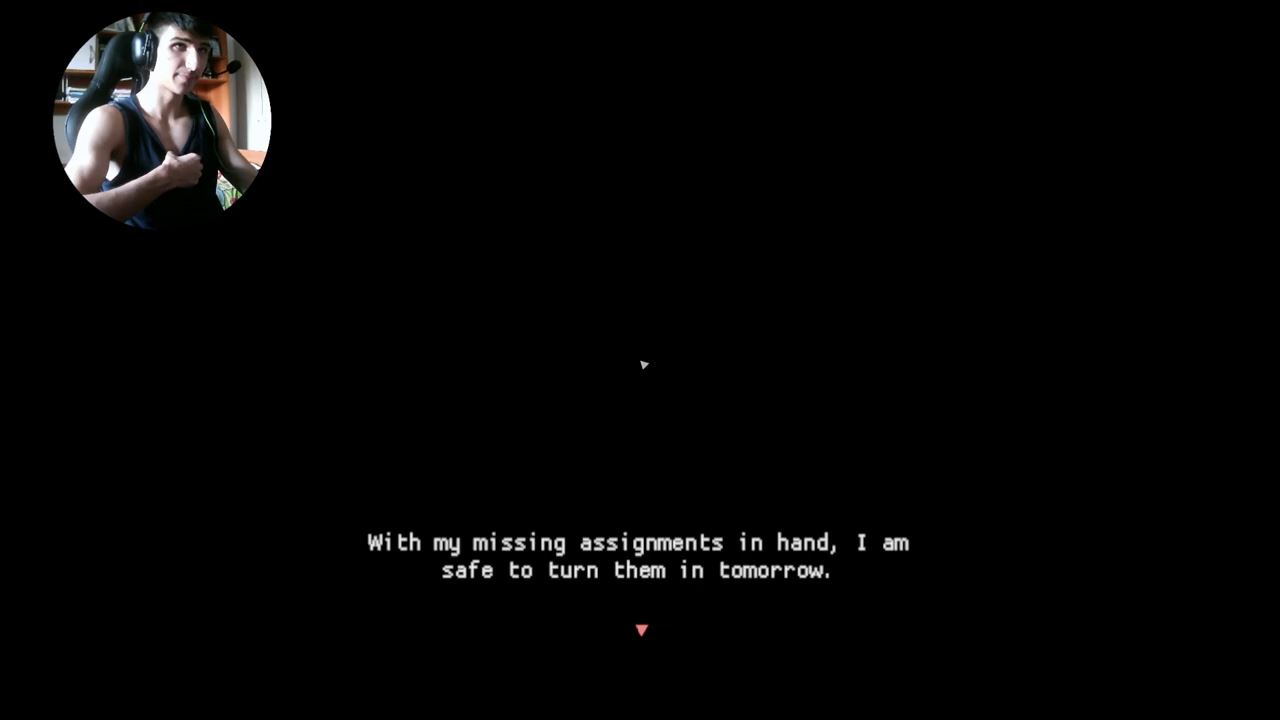 With my missing assignments in hand, I am
safe to turn them in tomorrow.